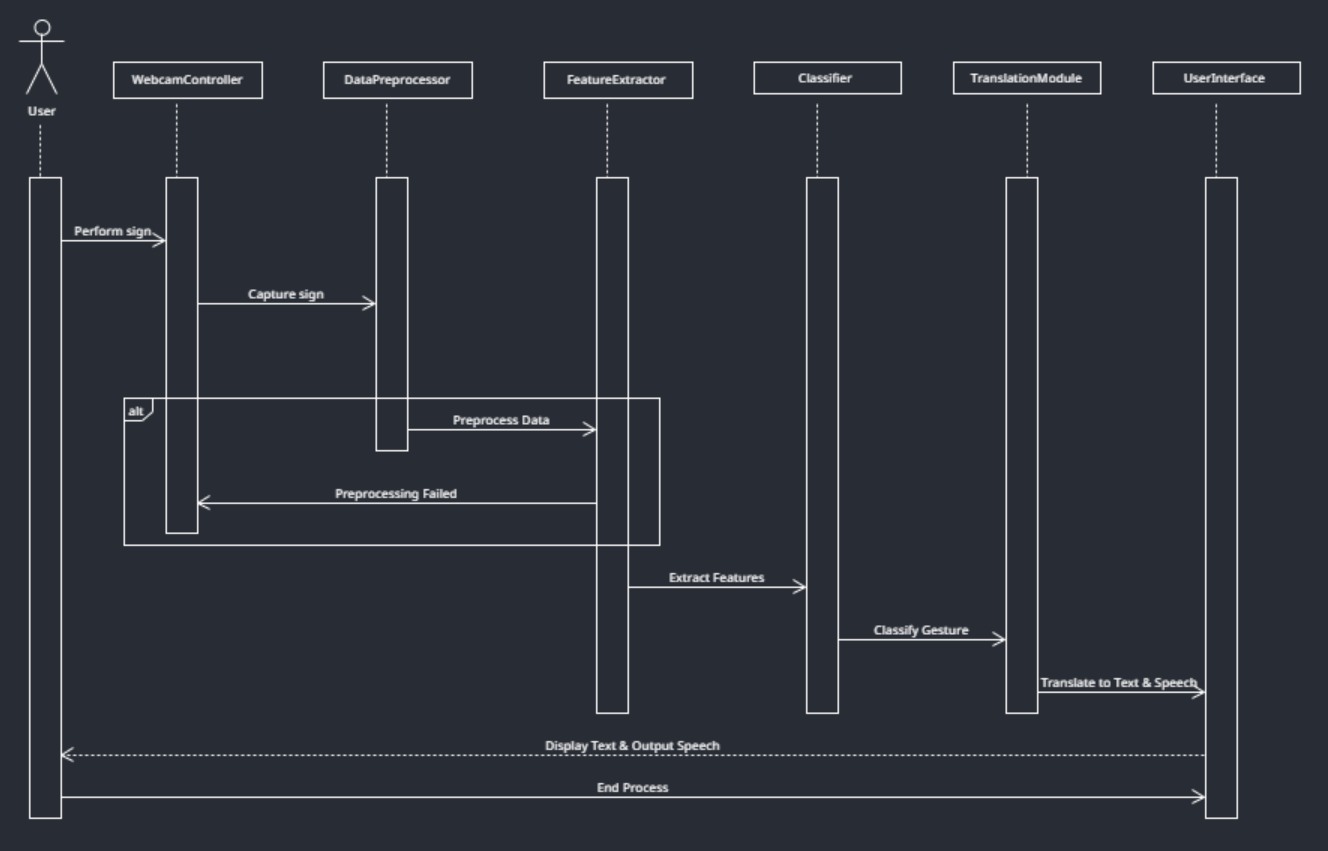 User
WebcamController
DataPreprocessor
FeatureExtractor
Classifier
TranslationModule
UserInterface
Perform sign
Capture sign
alt
Preprocess Data
Preprocessing Failed
Extract Features
Classify Gesture
Translate to Text & Speech
Display Text & Output Speech
End Process